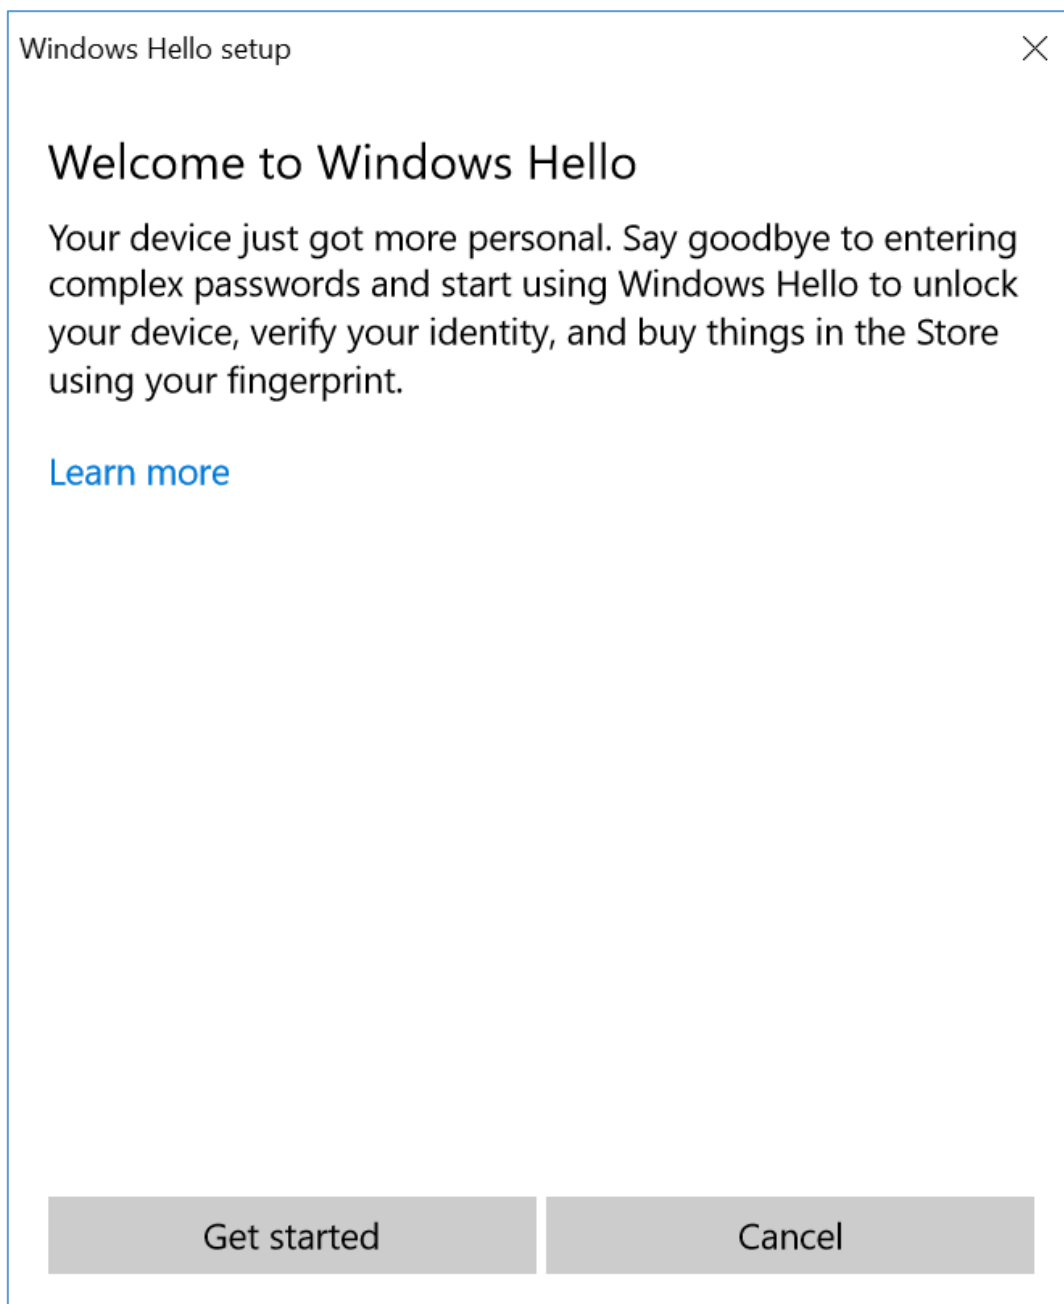 Windows Hello setup
Welcome to Windows Hello
Your device just got more personal. Say goodbye to entering
complex passwords and start using Windows Hello to unlock
your device, verify your identity, and buy things in the Store
using your fingerprint.
Learn more
Get started
Cancel